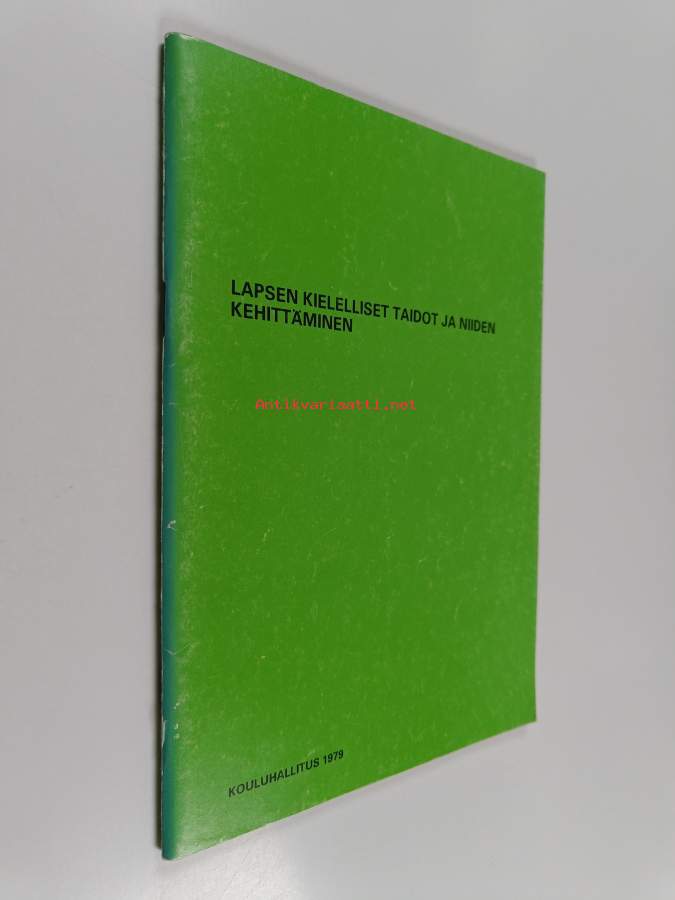 LAPSEN KIELELLISET TAIDOT JA NIIDEN
KEHITTÄMINEN
Antikvariaatti.net
KOULUHALLITUS 1979